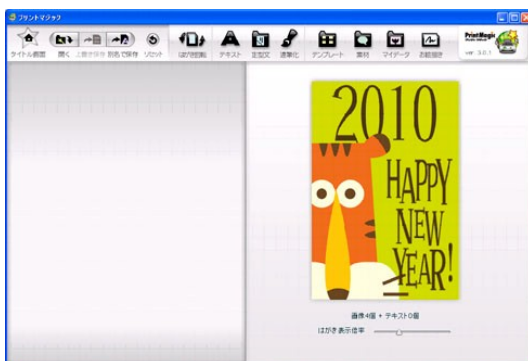 プリントマジック
タイトル画面
開く
上書き保存
別名で保存
リセット
はがき回転
テキスト
定型文
連筆化
テンプレート
素材
マイデータ
お絵描き
PrintMagic
ver. 3.0.1
2010
HAPPY
NEW
YEAR!
画像4個 + テキスト0個
はがき表示倍率